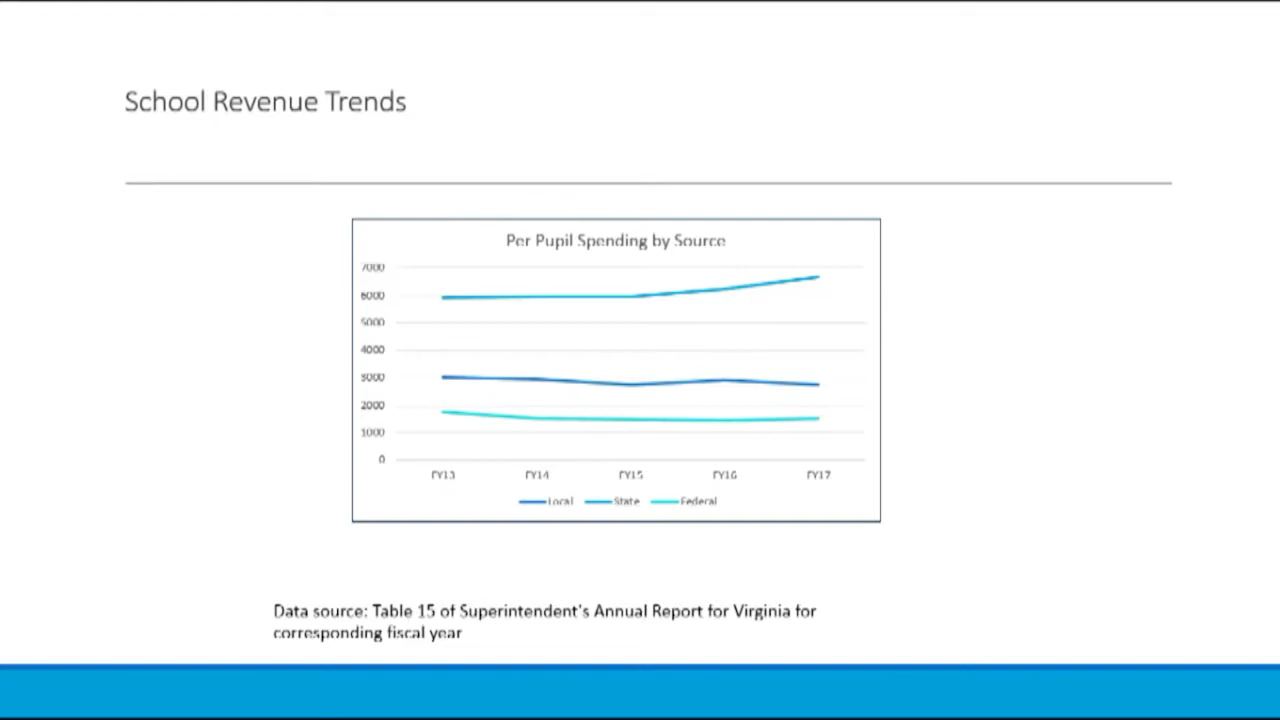 School Revenue Trends
Per Pupil Spending by Source
7000
6000
5000
4000
3000
2000
1000
0
FY13 FY14 FY15 FY16 FY17
Local State Federal
Data source: Table 15 of Superintendent's Annual Report for Virginia for
corresponding fiscal year